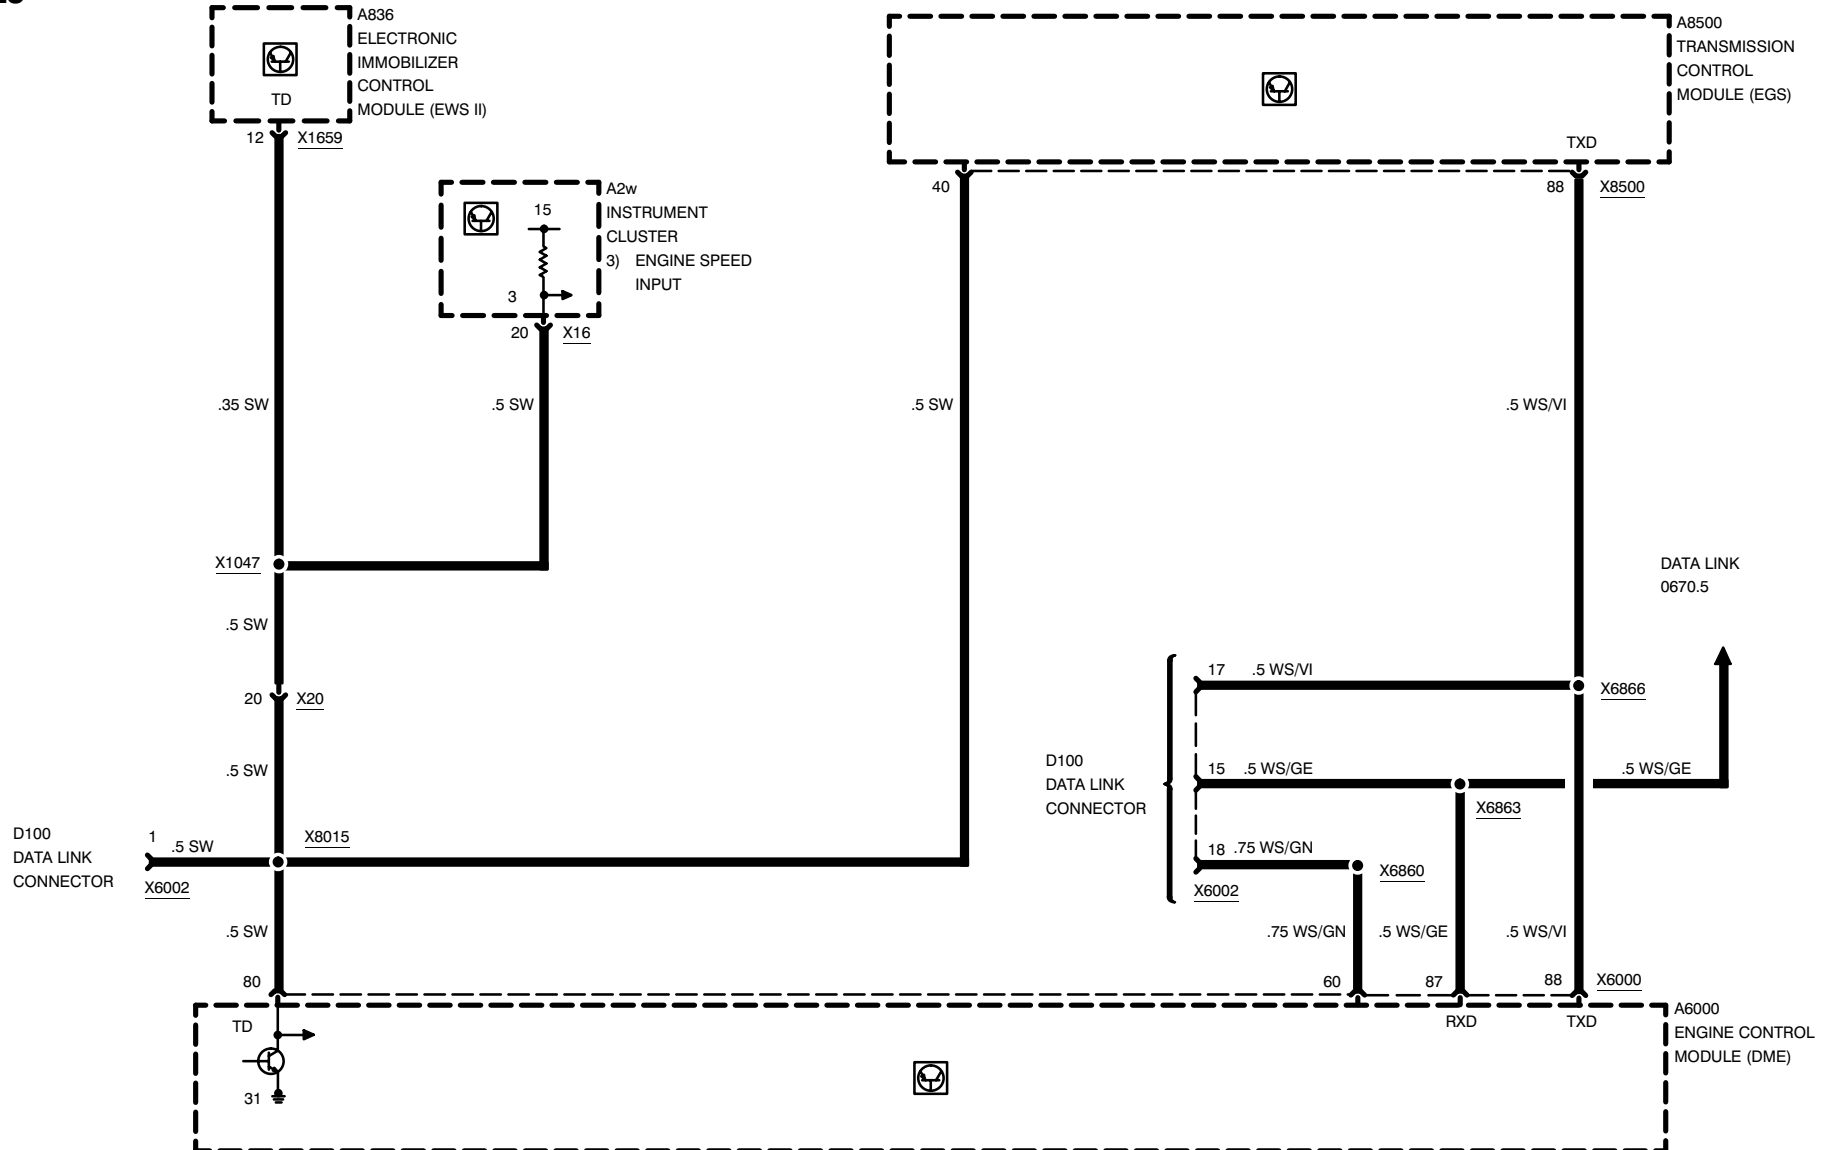 A836
ELECTRONIC
IMMOBILIZER
CONTROL
MODULE (EWS II)
TD
12 X1659
A8500
TRANSMISSION
CONTROL
MODULE (EGS)
TXD
40
88 X8500
A2w
INSTRUMENT
CLUSTER
3) ENGINE SPEED
INPUT
15
3
20 X16
.35 SW
.5 SW
.5 SW
.5 WS/VI
X1047
DATA LINK
0670.5
.5 SW
20 X20
17 .5 WS/VI
X6866
.5 SW
D100
DATA LINK
CONNECTOR
15 .5 WS/GE
.5 WS/GE
X6863
D100
DATA LINK
CONNECTOR
1
.5 SW
X8015
X6002
18 .75 WS/GN
X6860
X6002
.5 SW
.75 WS/GN
.5 WS/GE
.5 WS/VI
80
60
87
88 X6000
TD
RXD
TXD
A6000
ENGINE CONTROL
MODULE (DME)
31